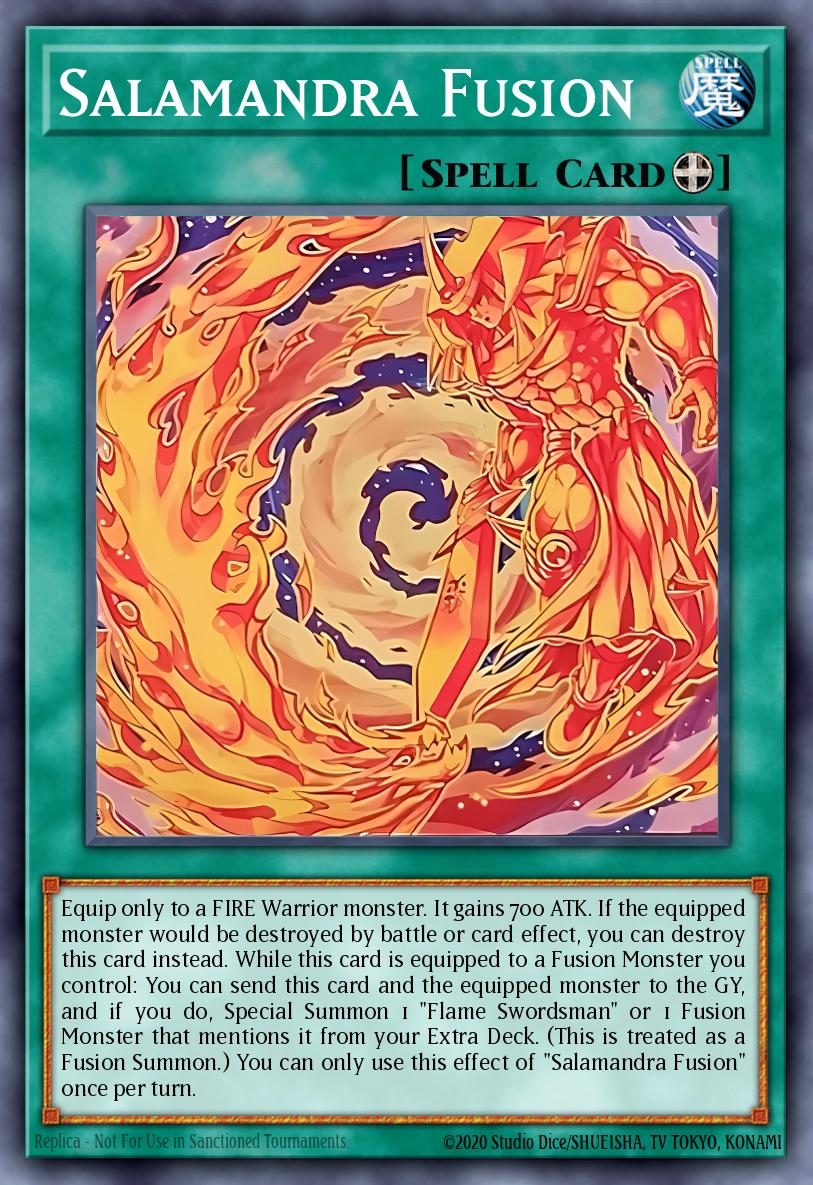 Salamandra Fusion
SPELL
魔
[Spell Card]
Equip only to a FIRE Warrior monster. It gains 700 ATK. If the equipped
monster would be destroyed by battle or card effect, you can destroy
this card instead. While this card is equipped to a Fusion Monster you
control: You can send this card and the equipped monster to the GY,
and if you do, Special Summon 1 "Flame Swordsman" or 1 Fusion
Monster that mentions it from your Extra Deck. (This is treated as a
Fusion Summon.) You can only use this effect of "Salamandra Fusion"
once per turn.
Replica - Not For Use in Sanctioned Tournaments.
©2020 Studio Dice/SHUEISHA, TV TOKYO, KONAMI